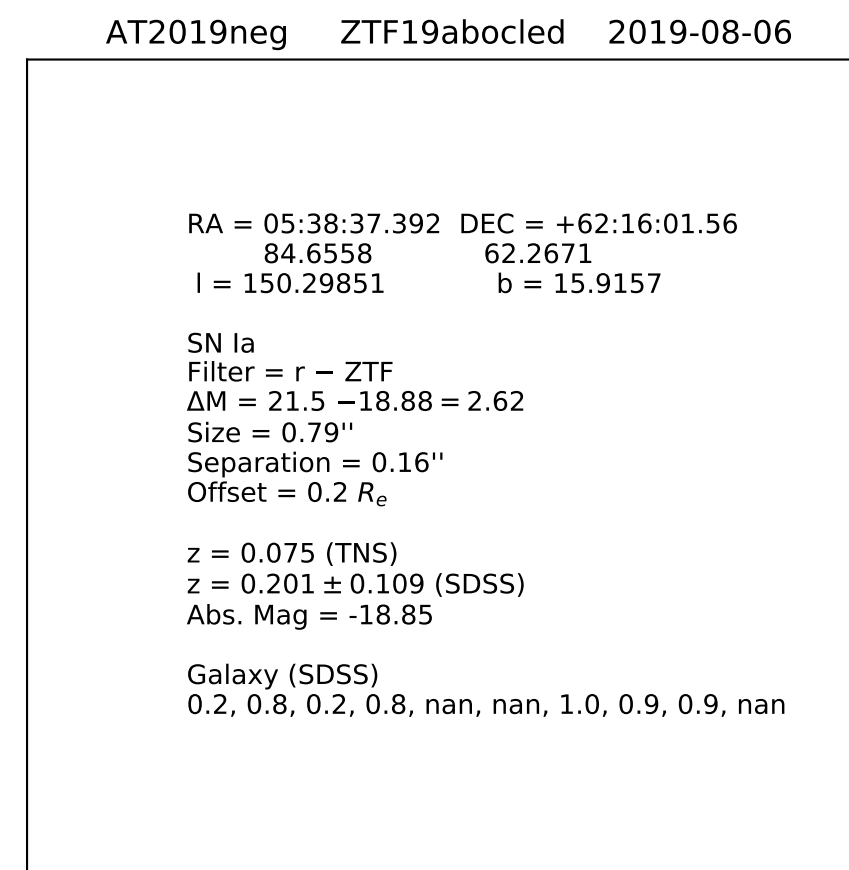 AT2019neg ZTF19abocled 2019-08-06
RA = 05:38:37.392 DEC = +62:16:01.56
84.6558 62.2671
l = 150.29851 b = 15.9157
SN Ia
Filter = r − ZTF
ΔM = 21.5 −18.88 = 2.62
Size = 0.79''
Separation = 0.16''
Offset = 0.2 Re
z = 0.075 (TNS)
z = 0.201 ± 0.109 (SDSS)
Abs. Mag = -18.85
Galaxy (SDSS)
0.2, 0.8, 0.2, 0.8, nan, nan, 1.0, 0.9, 0.9, nan